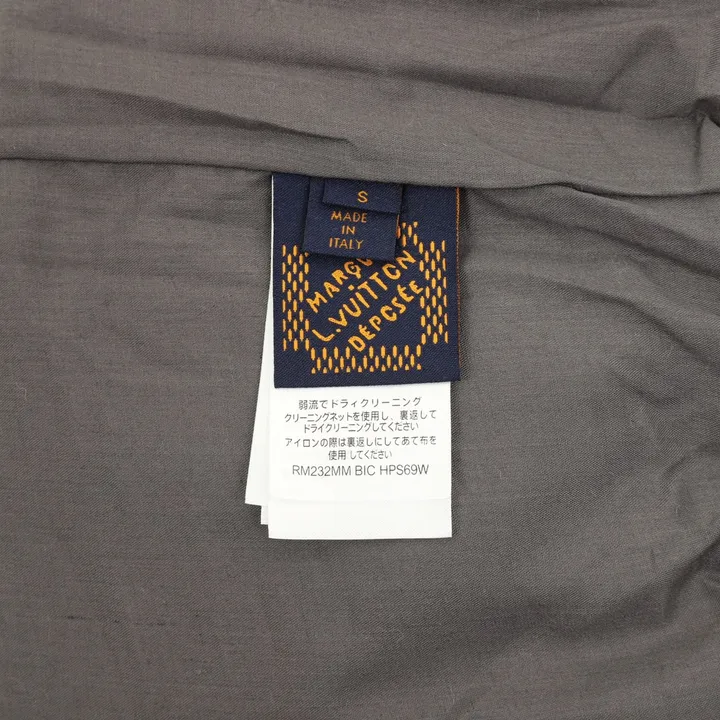 S
MADE
IN
ITALY
L.VUITTON
DÉPOSÉE
弱流でドライクリーニング
クリーニングネットを使用し、裏返して
ドライクリーニングしてください
アイロンの際は裏返しにしてあて布を
使用してください
RM232MM BIC HPS69W